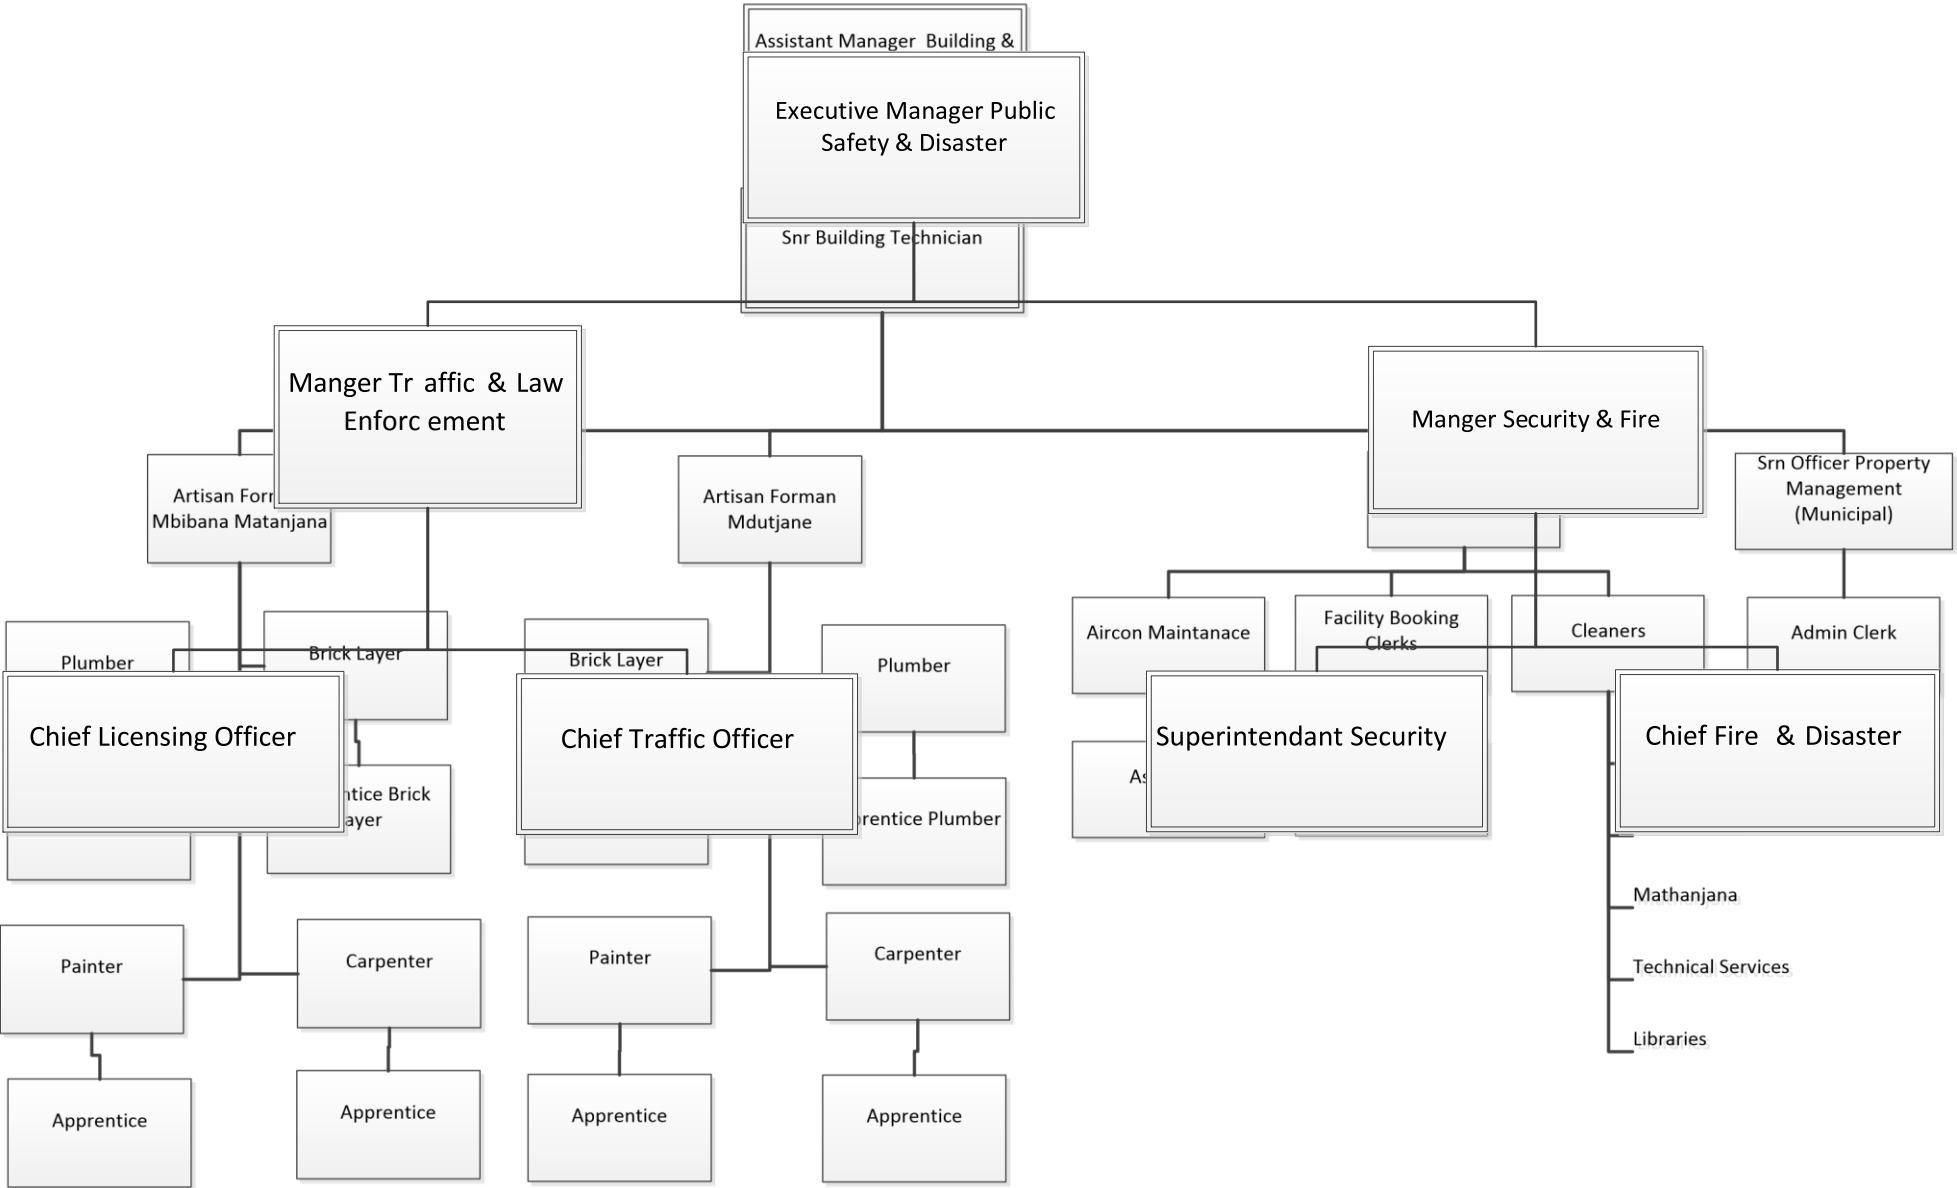 Assistant Manager Building &
Executive Manager Public
Safety & Disaster
Snr Building Technician
Manger Tr affic & Law
Enforc ement
Manger Security & Fire
Artisan
Mbibana Matanjana
Artisan Forman
Mdutjane
Srn Officer Property
Management
(Municipal)
Plumber
Brick Layer
Brick Layer
Plumber
Aircon Maintanace
Facility Booking
Clerks
Cleaners
Admin Clerk
Chief Licensing Officer
Chief Traffic Officer
Superintendant Security
Chief Fire & Disaster
Brick
Plumber
Mathanjana
Technical Services
Libraries
Painter
Carpenter
Painter
Carpenter
Apprentice
Apprentice
Apprentice
Apprentice